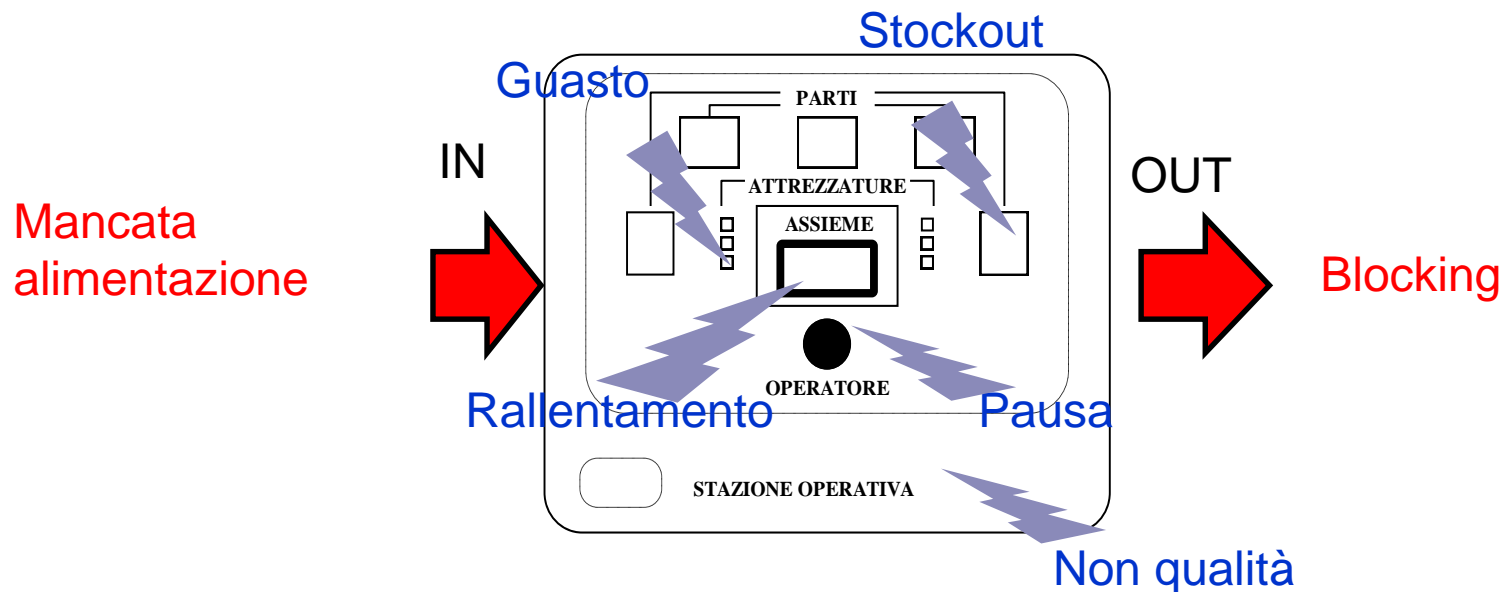 Stockout
Guasto
PARTI
IN
OUT
ATTREZZATURE
Mancata
alimentazione
ASSIEME
Blocking
OPERATORE
Rallentamento
Pausa
STAZIONE OPERATIVA
Non qualità